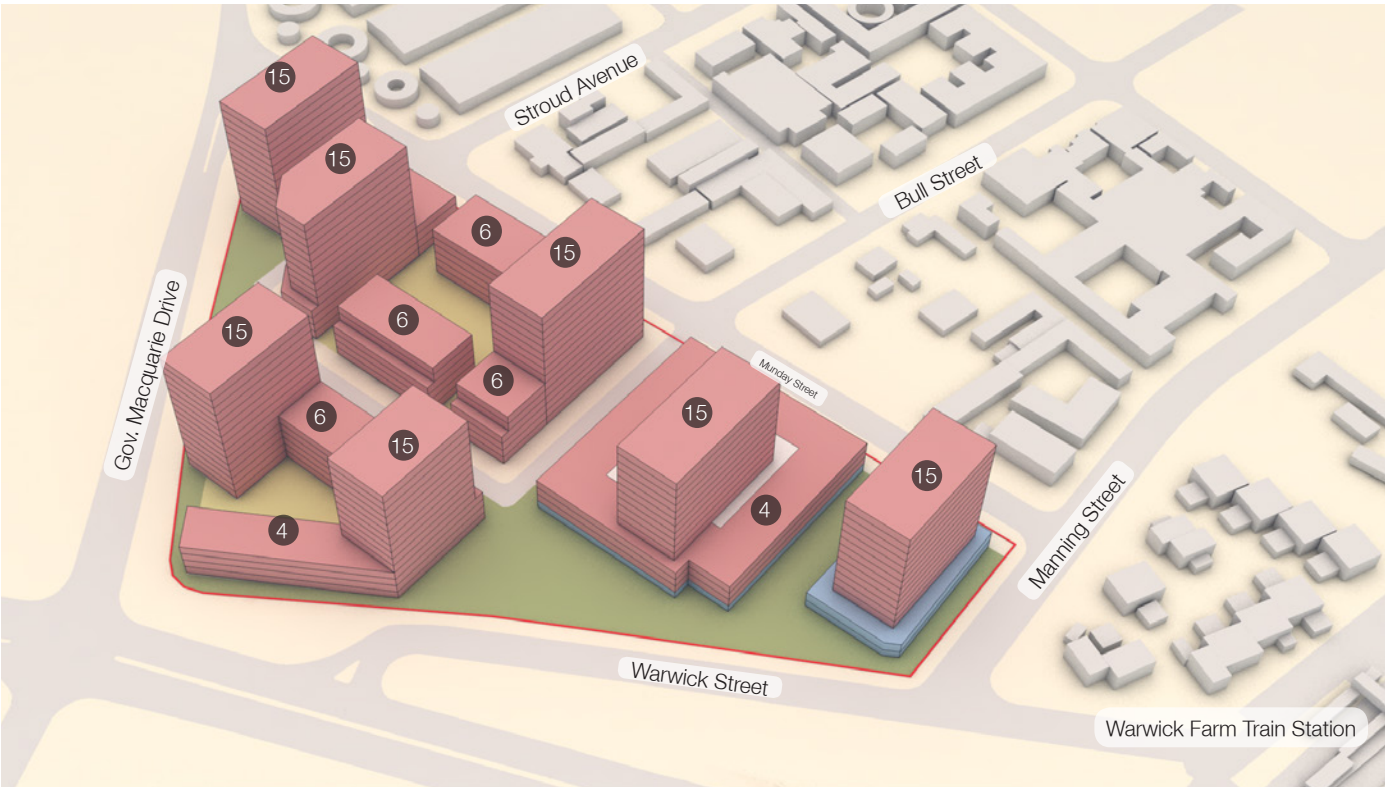 15
Stroud Avenue
15
Bull Street
6
15
6
15
Gov. Macquarie Drive
6
Munday Street
6
15
15
15
4
4
Manning Street
Warwick Street
Warwick Farm Train Station